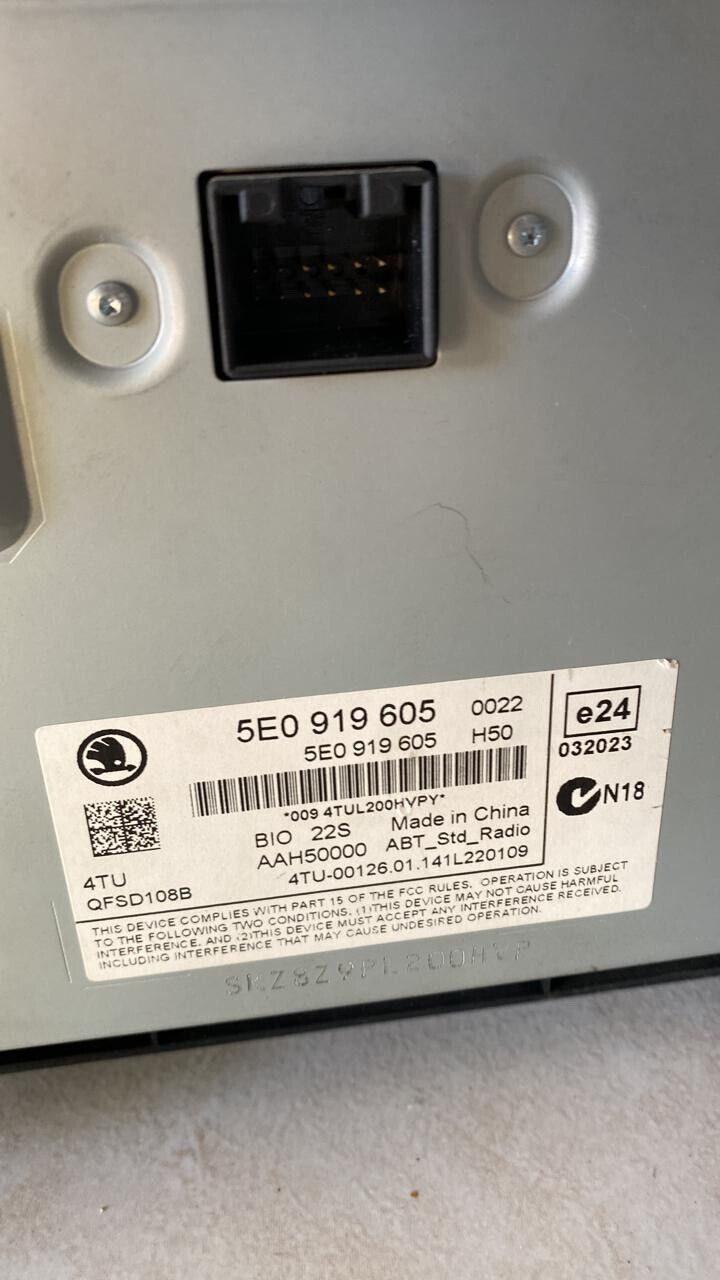 5E0 919 605 0022
5E0 919 605 H50
*009 4TUL200HVPY*
BIO 22S Made in China
AAH50000 ABT_Std_Radio
4TU-00126.01.141L220109
4TU
QFSD108B
e24
032023
N18
THIS DEVICE COMPLIES WITH PART 15 OF THE FCC RULES. OPERATION IS SUBJECT
TO THE FOLLOWING TWO CONDITIONS, (1)THIS DEVICE MAY NOT CAUSE HARMFUL
INTERFERENCE, AND (2)THIS DEVICE MUST ACCEPT ANY INTERFERENCE RECEIVED,
INCLUDING INTERFERENCE THAT MAY CAUSE UNDESIRED OPERATION.